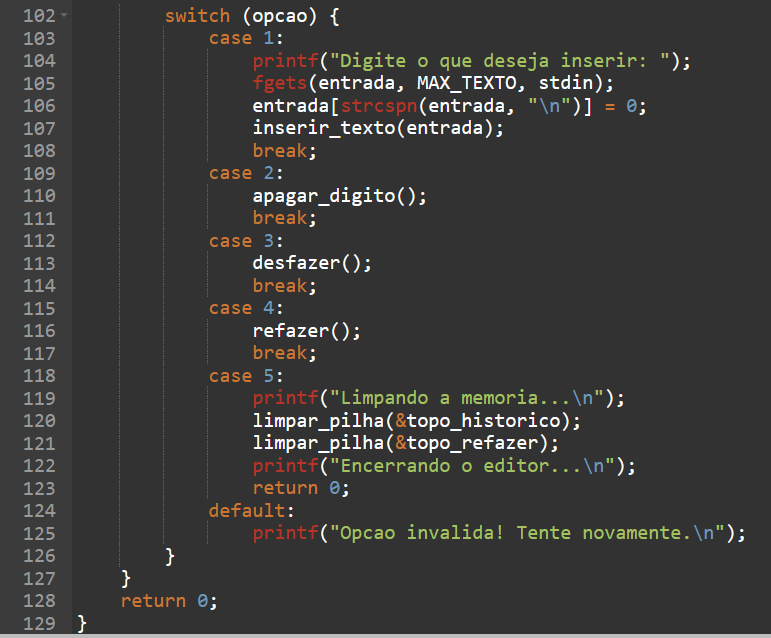 102 switch (opcao) {
103 case 1:
104 printf("Digite o que deseja inserir: ");
105 fgets(entrada, MAX_TEXTO, stdin);
106 entrada[strcspn(entrada, "\n")] = 0;
107 inserir_texto(entrada);
108 break;
109 case 2:
110 apagar_digito();
111 break;
112 case 3:
113 desfazer();
114 break;
115 case 4:
116 refazer();
117 break;
118 case 5:
119 printf("Limpando a memoria...\n");
120 limpar_pilha(&topo_historico);
121 limpar_pilha(&topo_refazer);
122 printf("Encerrando o editor...\n");
123 return 0;
124 default:
125 printf("Opcao invalida! Tente novamente.\n");
126 }
127 }
128 return 0;
129 }